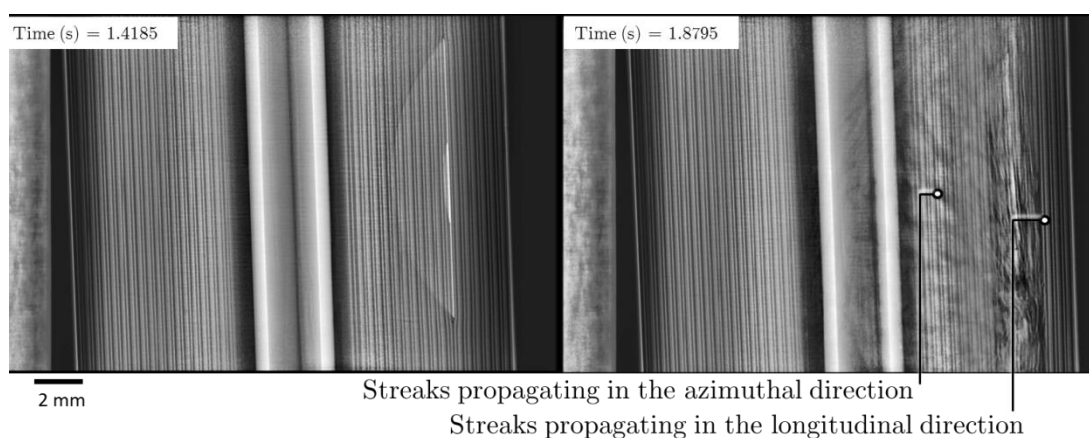 Time (s) = 1.4185
Time (s) = 1.8795
2 mm
Streaks propagating in the azimuthal direction
Streaks propagating in the longitudinal direction